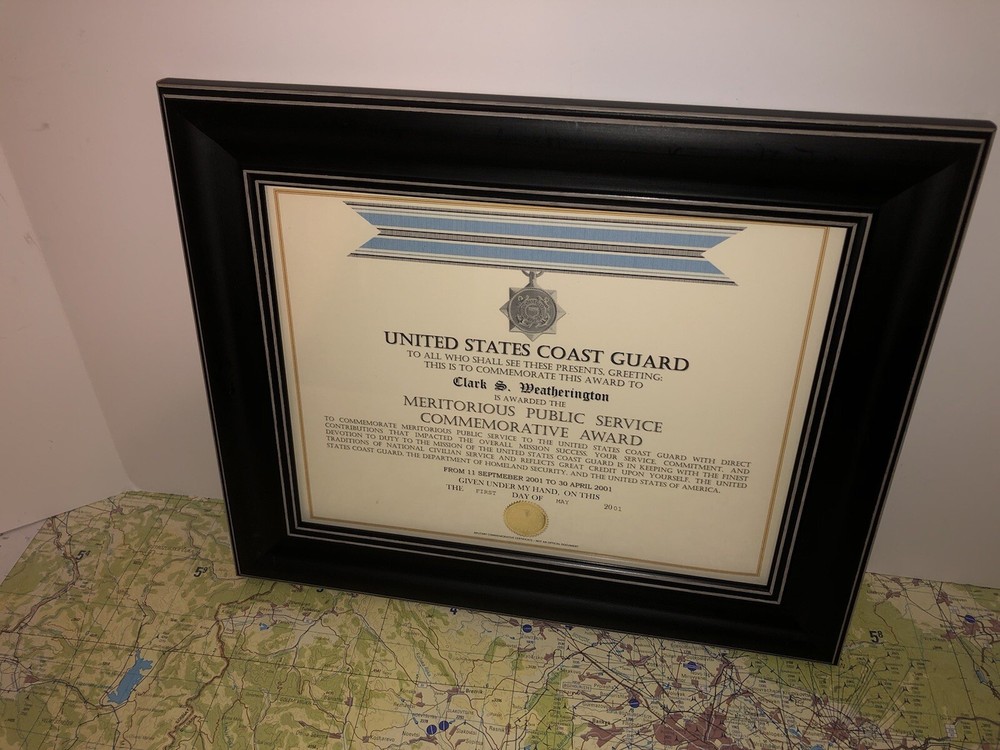 UNITED STATES COAST GUARD
TO ALL WHO SHALL SEE THESE PRESENTS, GREETING:
THIS IS TO COMMEMORATE THIS AWARD TO
Clark S. Weatherington
IS AWARDED THE
MERITORIOUS PUBLIC SERVICE
COMMEMORATIVE AWARD
TO COMMEMORATE MERITORIOUS PUBLIC SERVICE TO THE UNITED STATES COAST GUARD WITH DIRECT
CONTRIBUTIONS THAT IMPACTED THE OVERALL MISSION SUCCESS. YOUR SERVICE, COMMITMENT, AND
DEVOTION TO DUTY TO THE MISSION OF THE UNITED STATES COAST GUARD IS IN KEEPING WITH THE FINEST
TRADITIONS OF NATIONAL CIVILIAN SERVICE AND REFLECTS GREAT CREDIT UPON YOURSELF, THE UNITED
STATES COAST GUARD, THE DEPARTMENT OF HOMELAND SECURITY, AND THE UNITED STATES OF AMERICA.
FROM 11 SEPTMEBER 2001 TO 30 APRIL 2001
GIVEN UNDER MY HAND, ON THIS
THE FIRST DAY OF MAY 2001